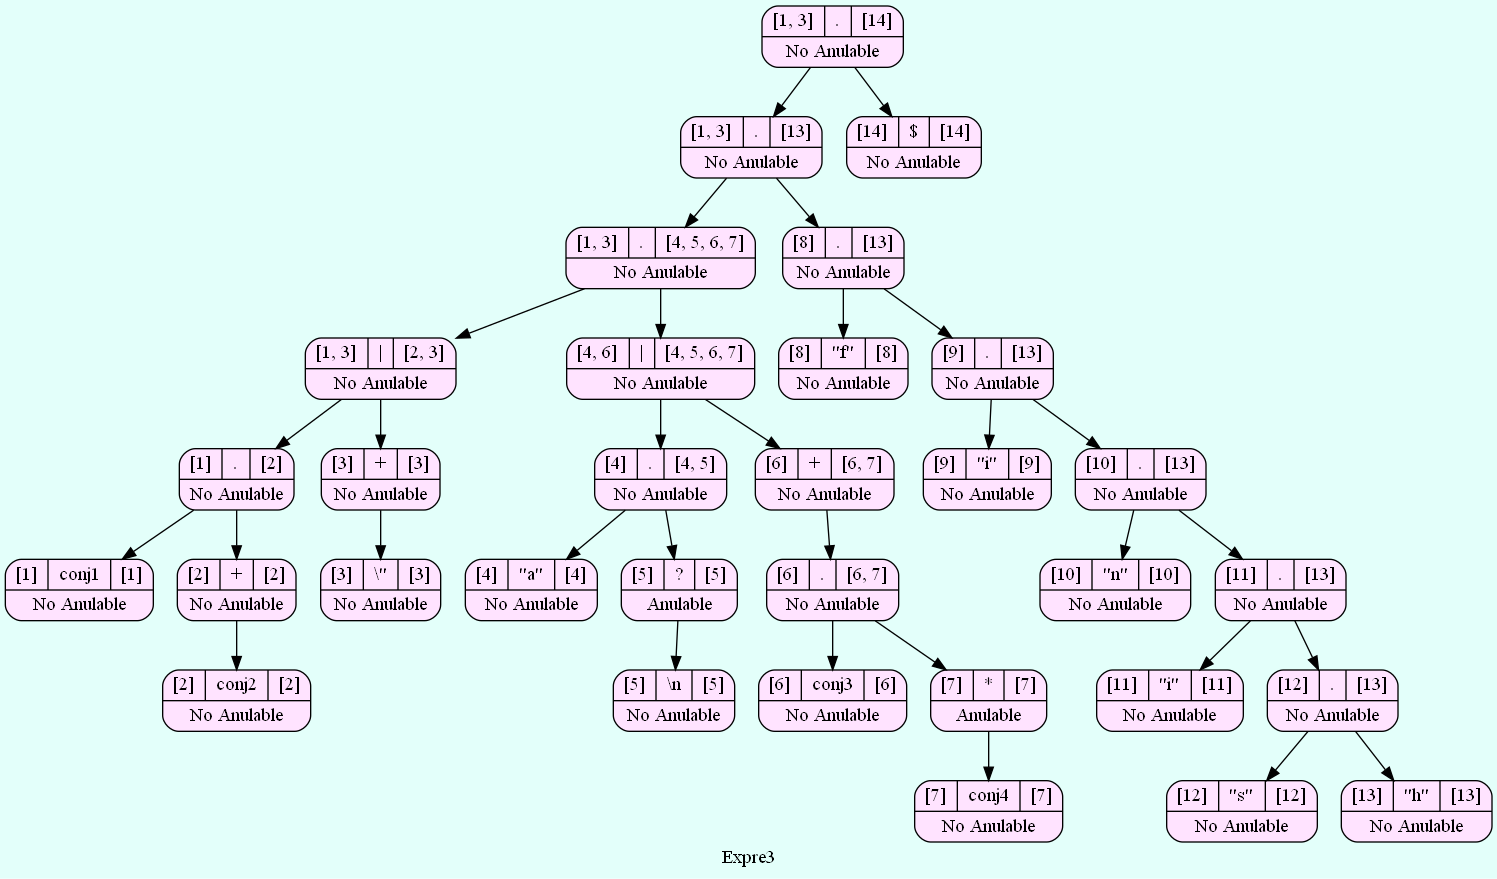 [1, 3] . [14]
No Anulable
[1, 3] . [13]
No Anulable
[14] $ [14]
No Anulable
[1, 3] . [4, 5, 6, 7]
No Anulable
[8] . [13]
No Anulable
[1, 3] | [2, 3]
No Anulable
[4, 6] | [4, 5, 6, 7]
No Anulable
[8] "f" [8]
No Anulable
[9] . [13]
No Anulable
[1] . [2]
No Anulable
[3] + [3]
No Anulable
[4] . [4, 5]
No Anulable
[6] + [6, 7]
No Anulable
[9] "i" [9]
No Anulable
[10] . [13]
No Anulable
[1] conj1 [1]
No Anulable
[2] + [2]
No Anulable
[3] \" [3]
No Anulable
[4] "a" [4]
No Anulable
[5] ? [5]
Anulable
[6] . [6, 7]
No Anulable
[10] "n" [10]
No Anulable
[11] . [13]
No Anulable
[2] conj2 [2]
No Anulable
[5] \n [5]
No Anulable
[6] conj3 [6]
No Anulable
[7] * [7]
Anulable
[11] "i" [11]
No Anulable
[12] . [13]
No Anulable
[7] conj4 [7]
No Anulable
[12] "s" [12]
No Anulable
[13] "h" [13]
No Anulable
Expre3